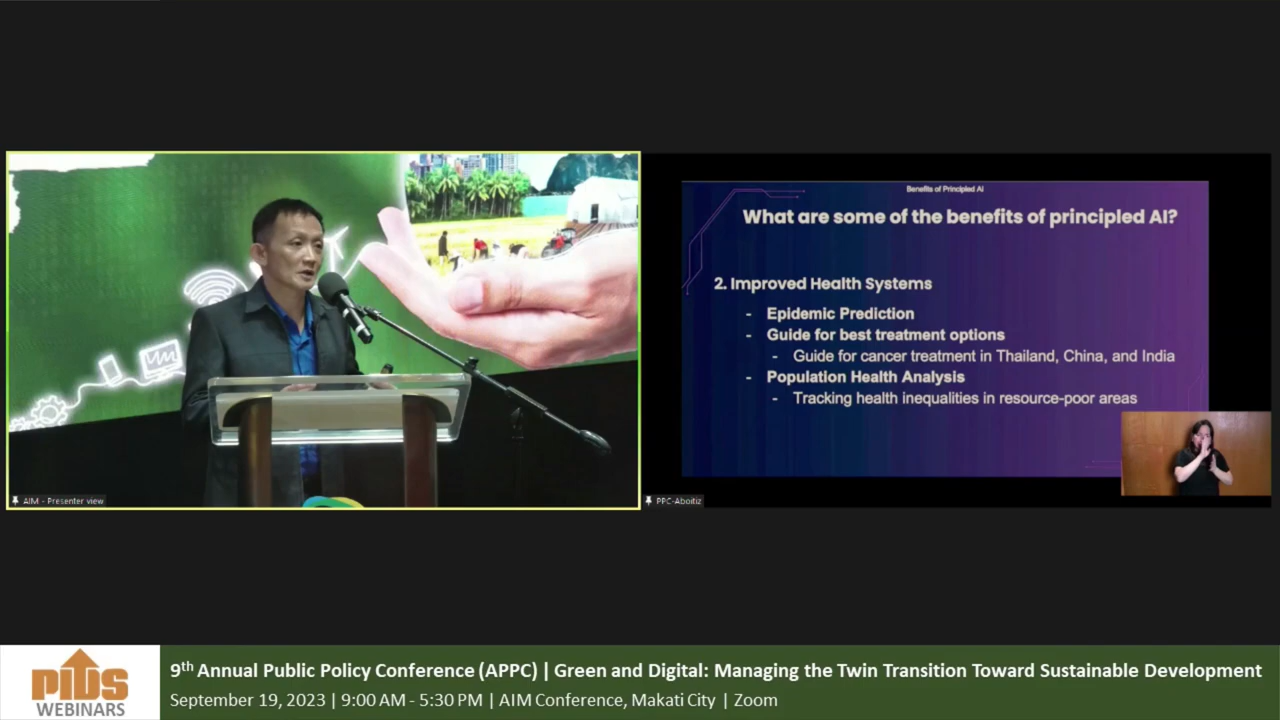 AIM - Presenter view
Benefits of Principled AI
What are some of the benefits of principled AI?
2. Improved Health Systems
- Epidemic Prediction
- Guide for best treatment options
- Guide for cancer treatment in Thailand, China, and India
- Population Health Analysis
- Tracking health inequalities in resource-poor areas
PPC-Aboitiz
PIDS
WEBINARS
9th Annual Public Policy Conference (APPC) | Green and Digital: Managing the Twin Transition Toward Sustainable Development
September 19, 2023 | 9:00 AM - 5:30 PM | AIM Conference, Makati City | Zoom